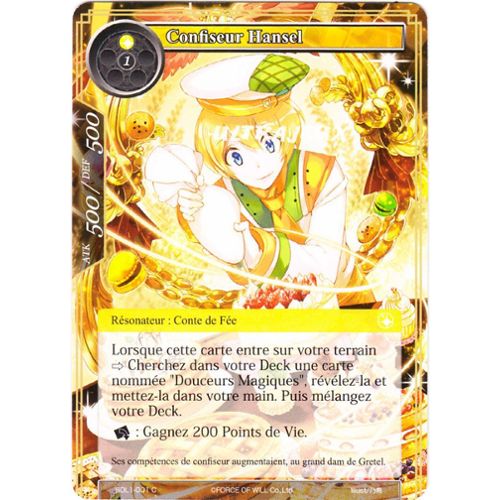 Confiseur Hansel
1
ATK 500 / DEF 500
Résonateur : Conte de Fée
Lorsque cette carte entre sur votre terrain
⇨ Cherchez dans votre Deck une carte
nommée "Douceurs Magiques", révélez-la et
mettez-la dans votre main. Puis mélangez
votre Deck.
: Gagnez 200 Points de Vie.
Ses compétences de confiseur augmentaient, au grand dam de Gretel.
©FORCE OF WILL Co.,Ltd.